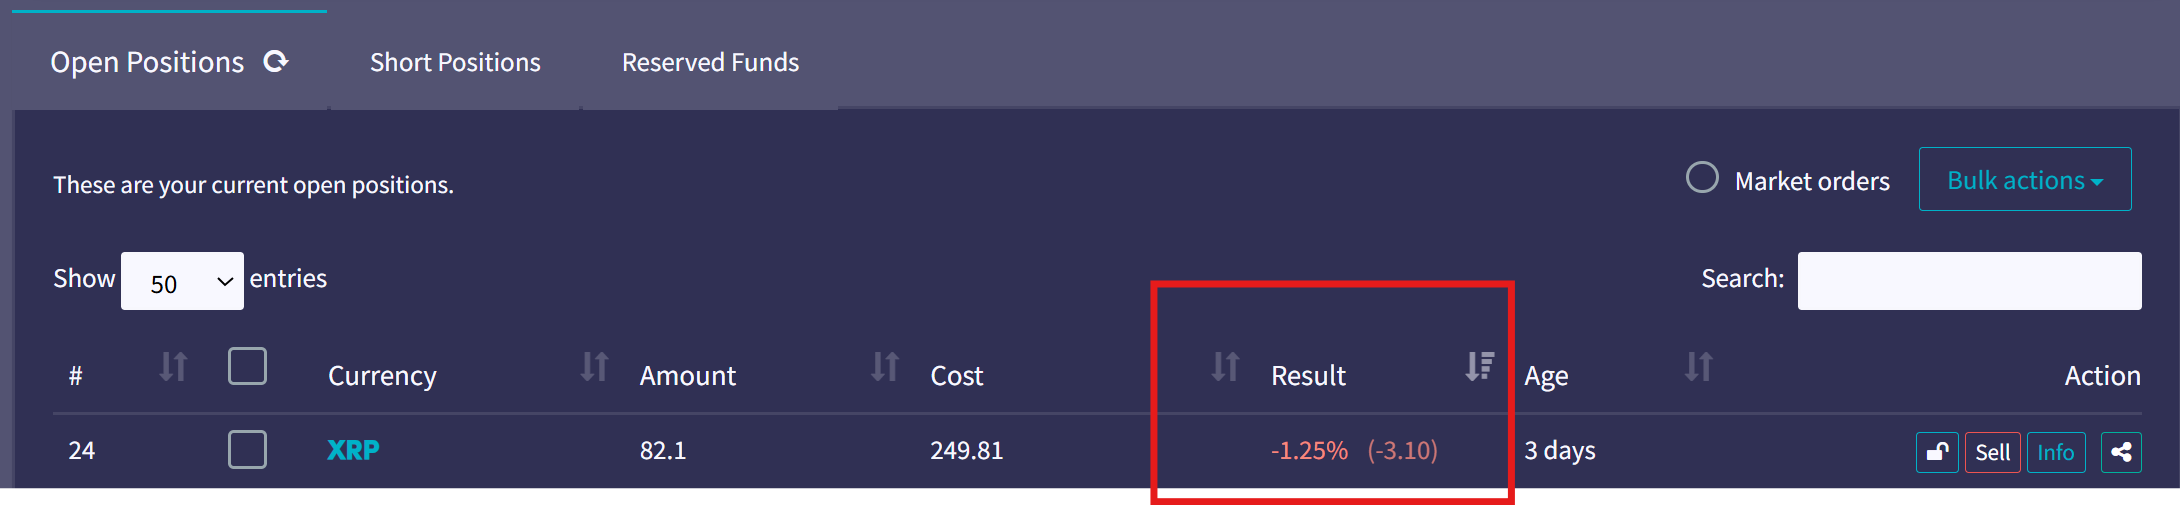 Open Positions Short Positions Reserved Funds
These are your current open positions. Market orders Bulk actions
Show 50 entries Search:
# Currency Amount Cost Result Age Action
24 XRP 82.1 249.81 -1.25% (-3.10) 3 days Sell Info